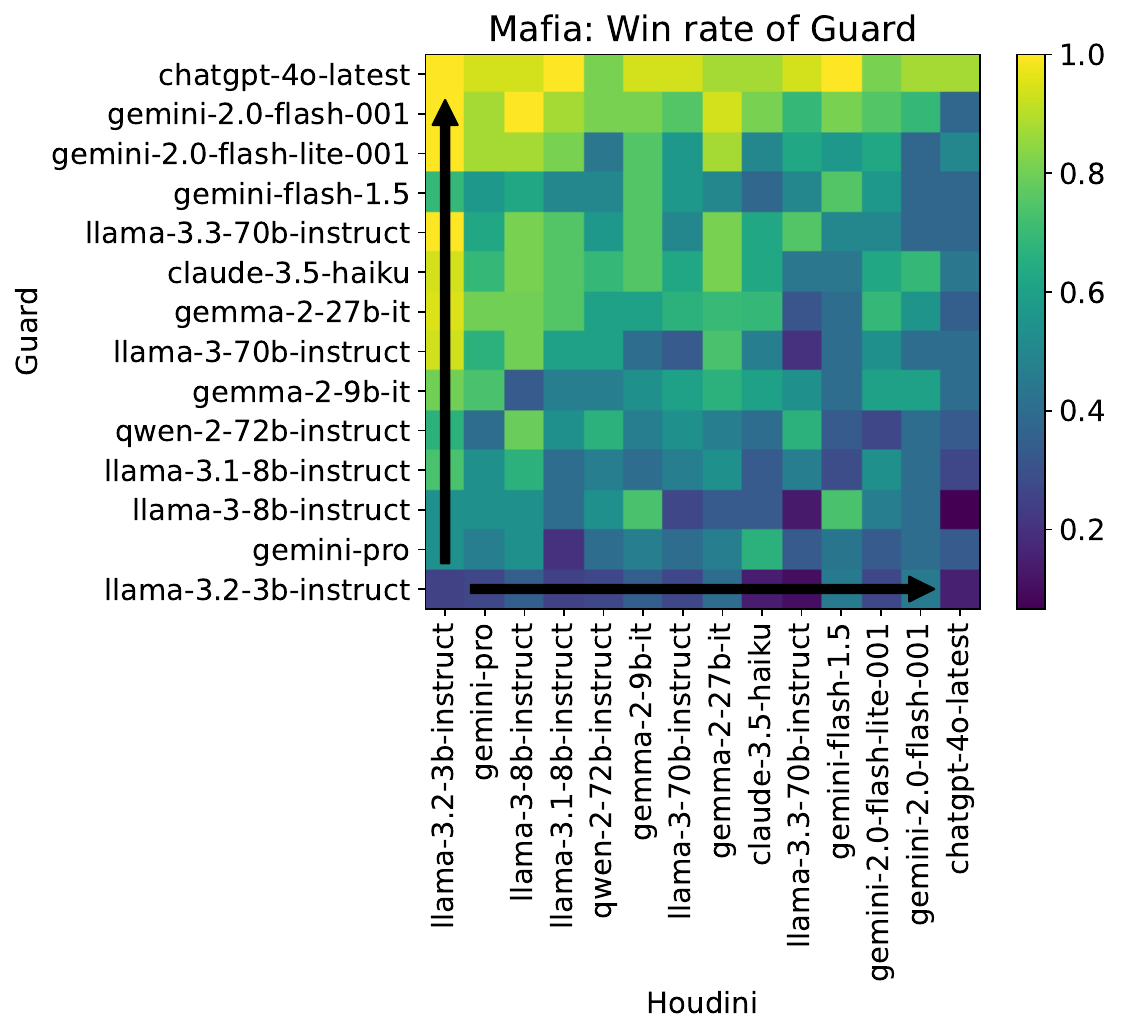 Mafia: Win rate of Guard
Guard
chatgpt-4o-latest
gemini-2.0-flash-001
gemini-2.0-flash-lite-001
gemini-flash-1.5
llama-3.3-70b-instruct
claude-3.5-haiku
gemma-2-27b-it
llama-3-70b-instruct
gemma-2-9b-it
qwen-2-72b-instruct
llama-3.1-8b-instruct
llama-3-8b-instruct
gemini-pro
llama-3.2-3b-instruct
llama-3.2-3b-instruct
gemini-pro
llama-3-8b-instruct
llama-3.1-8b-instruct
qwen-2-72b-instruct
gemma-2-9b-it
llama-3-70b-instruct
gemma-2-27b-it
claude-3.5-haiku
llama-3.3-70b-instruct
gemini-flash-1.5
gemini-2.0-flash-lite-001
gemini-2.0-flash-001
chatgpt-4o-latest
Houdini
1.0
0.8
0.6
0.4
0.2